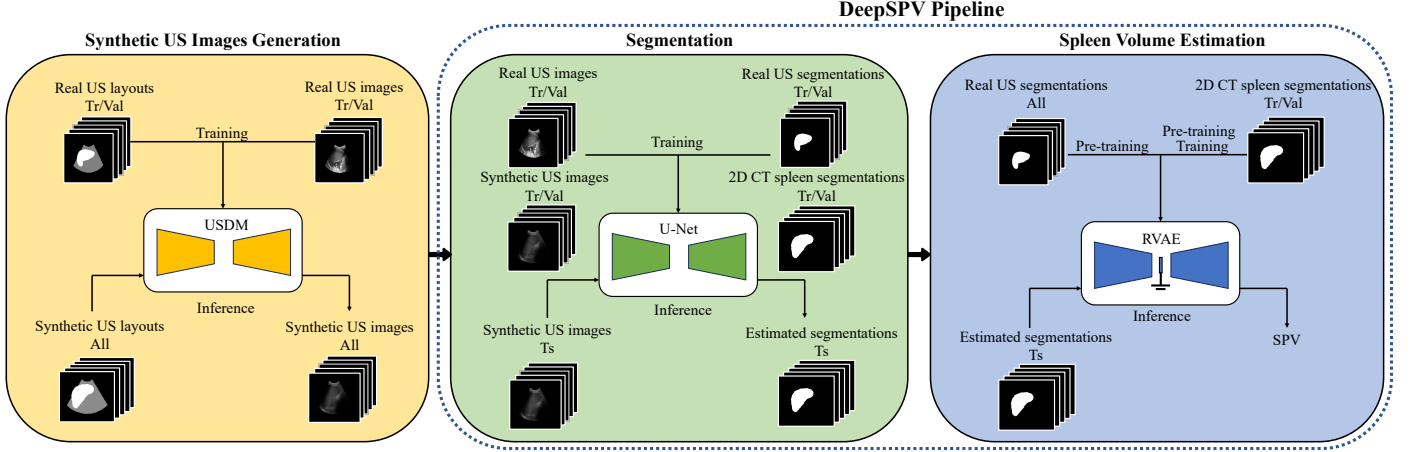 DeepSPV Pipeline
Synthetic US Images Generation
Real US layouts
Tr/Val
Real US images
Tr/Val
Training
USDM
Inference
Synthetic US layouts
All
Synthetic US images
All
Segmentation
Real US images
Tr/Val
Real US segmentations
Tr/Val
Training
Synthetic US images
Tr/Val
2D CT spleen segmentations
Tr/Val
U-Net
Inference
Synthetic US images
Ts
Estimated segmentations
Ts
Spleen Volume Estimation
Real US segmentations
All
2D CT spleen segmentations
Tr/Val
Pre-training
Pre-training
Training
RVAE
Inference
Estimated segmentations
Ts
SPV